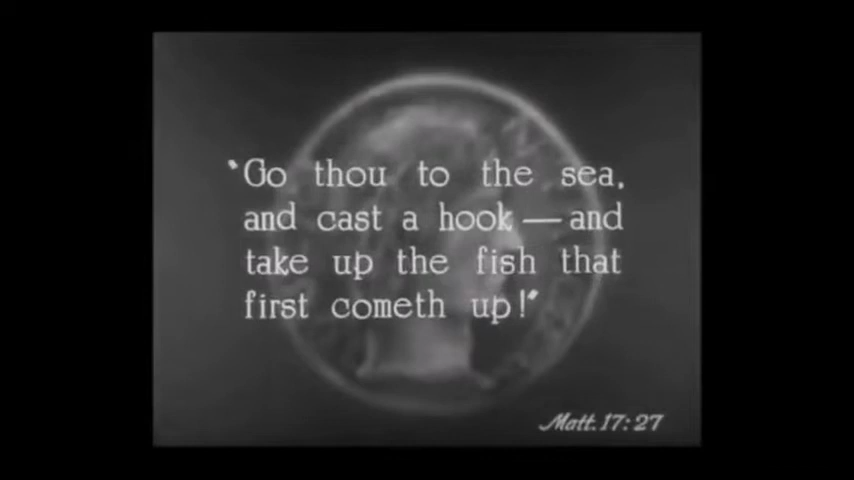 "Go thou to the sea,
and cast a hook — and
take up the fish that
first cometh up!"
Matt. 17:27